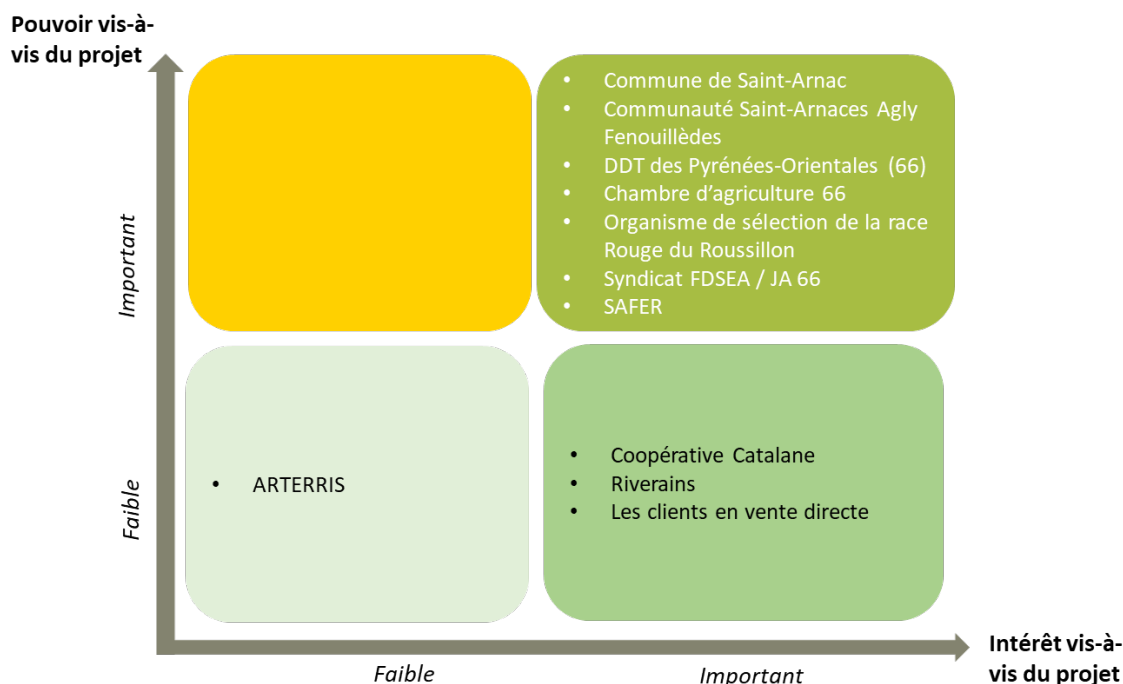 Pouvoir vis-à-
vis du projet
Important
• Commune de Saint-Arnac
• Communauté Saint-Arnaces Agly
Fenouillèdes
• DDT des Pyrénées-Orientales (66)
• Chambre d'agriculture 66
• Organisme de sélection de la race
Rouge du Roussillon
• Syndicat FDSEA / JA 66
• SAFER
Faible
• ARTERRIS
• Coopérative Catalane
• Riverains
• Les clients en vente directe
Faible
Important
Intérêt vis-à-
vis du projet